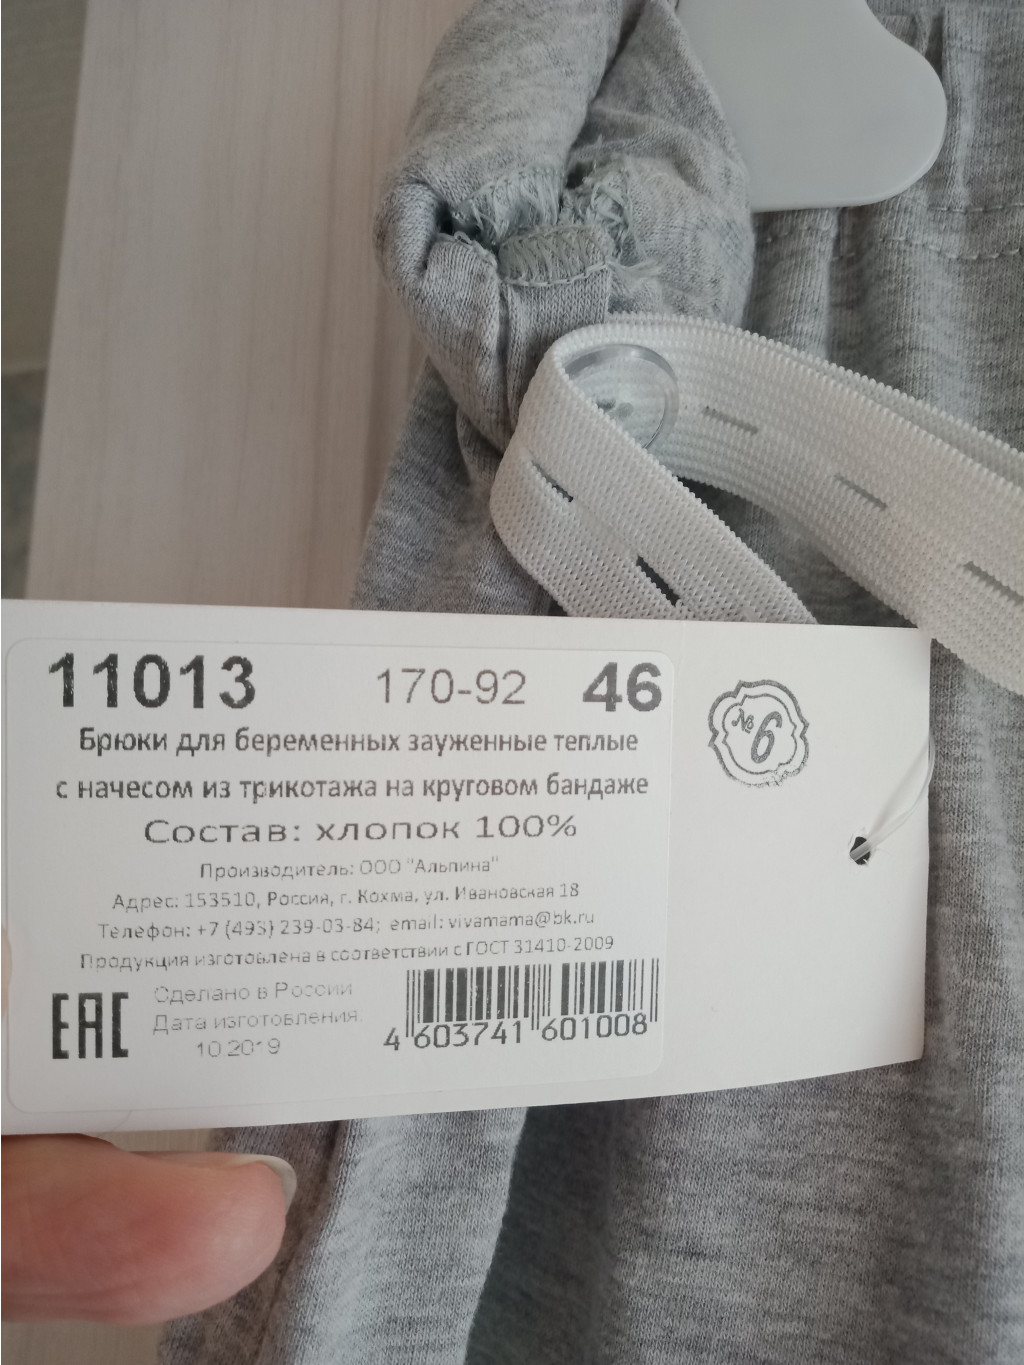 11013 170-92 46
Брюки для беременных зауженные теплые
с начесом из трикотажа на круговом бандаже
Состав: хлопок 100%
Производитель: ООО "Альпина"
Адрес: 153510, Россия, г. Кохма, ул. Ивановская 18
Телефон: +7 (495) 239-03-84; email: vivamama@bk.ru
Продукция изготовлена в соответствии с ГОСТ 31410-2009
EAC
Сделано в России
Дата изготовления:
10.2019
4 603741 601008
№6